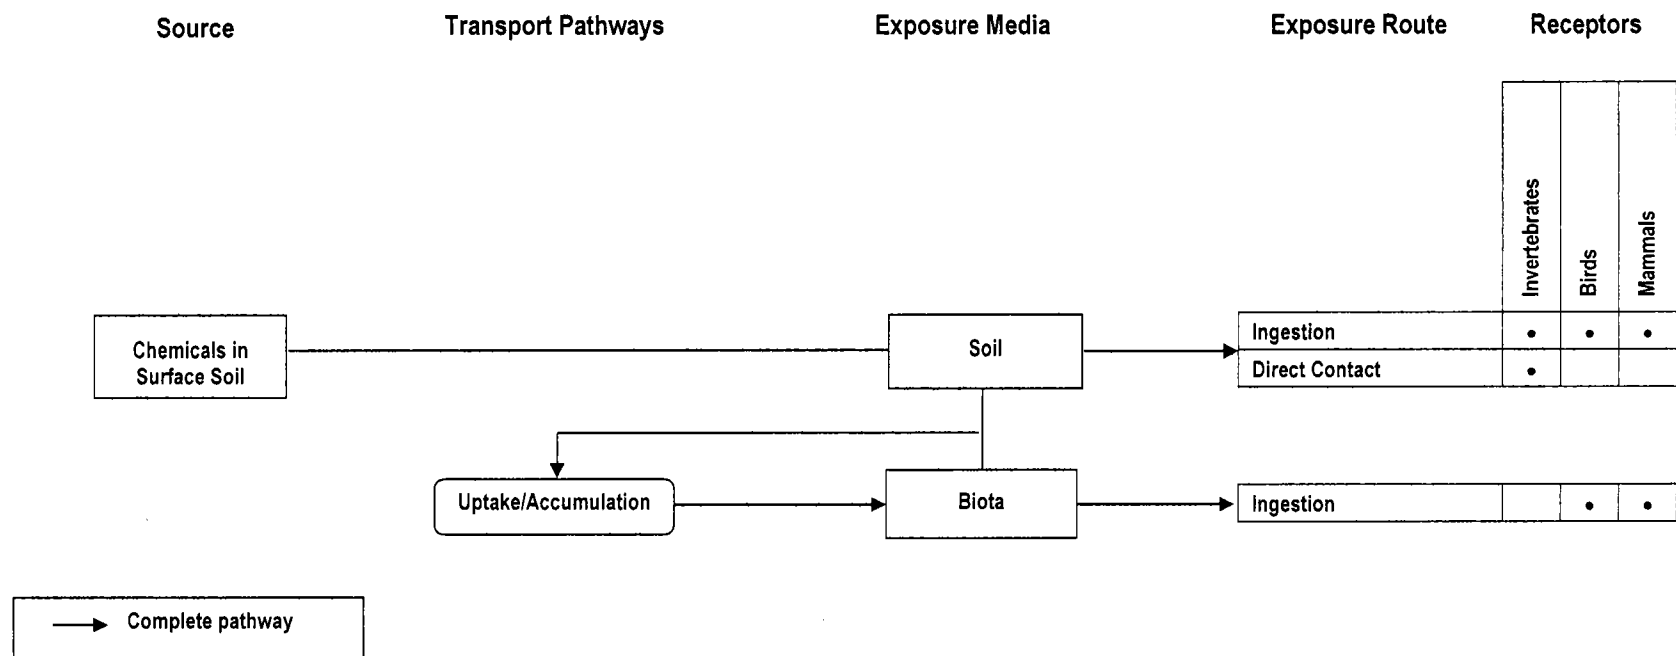 Source Transport Pathways Exposure Media Exposure Route Receptors
Invertebrates
Birds
Mammals
Chemicals in
Surface Soil
Soil
Ingestion • • •
Direct Contact •
Uptake/Accumulation
Biota
Ingestion • •
Complete pathway